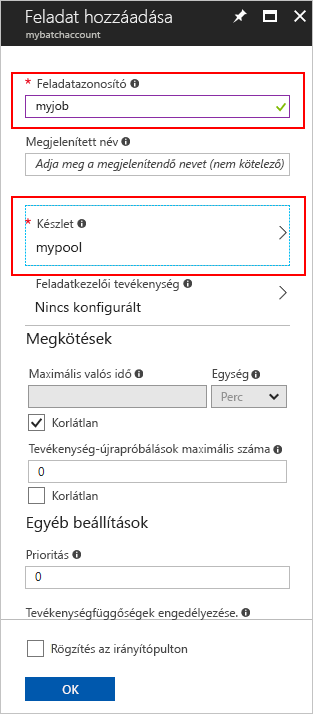 Feladat hozzáadása
mybatchaccount
* Feladatazonosító
myjob
Megjelenített név
Adja meg a megjelenítendő nevet (nem kötelező)
* Készlet
mypool
Feladatkezelői tevékenység
Nincs konfigurált
Megkötések
Maximális valós idő Egység
Perc
Korlátlan
Tevékenység-újrapróbálások maximális száma
0
Korlátlan
Egyéb beállítások
Prioritás
0
Tevékenységfüggőségek engedélyezése.
Rögzítés az irányítópulton
OK